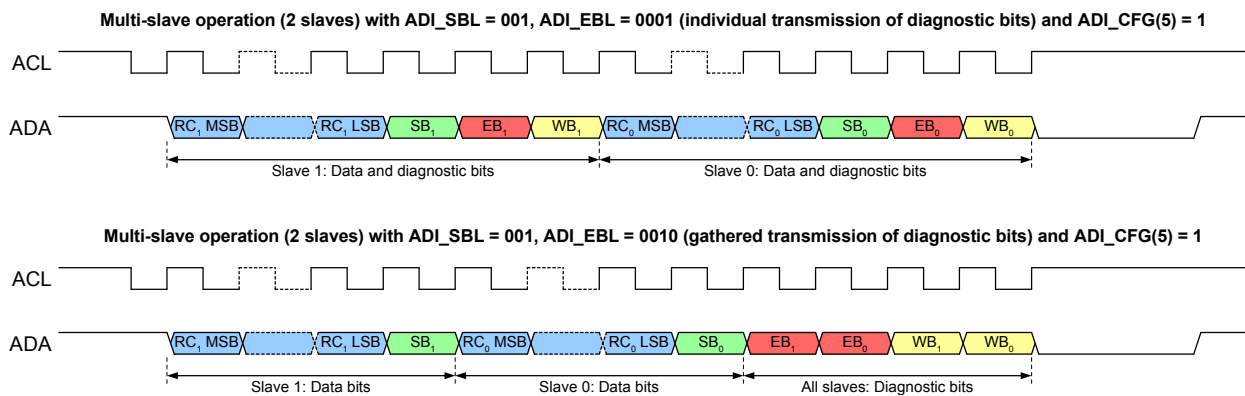 Multi-slave operation (2 slaves) with ADI_SBL = 001, ADI_EBL = 0001 (individual transmission of diagnostic bits) and ADI_CFG(5) = 1
ACL
ADA RC₁ MSB RC₁ LSB SB₁ EB₁ WB₁ RC₀ MSB RC₀ LSB SB₀ EB₀ WB₀
Slave 1: Data and diagnostic bits Slave 0: Data and diagnostic bits
Multi-slave operation (2 slaves) with ADI_SBL = 001, ADI_EBL = 0010 (gathered transmission of diagnostic bits) and ADI_CFG(5) = 1
ACL
ADA RC₁ MSB RC₁ LSB SB₁ RC₀ MSB RC₀ LSB SB₀ EB₁ EB₀ WB₁ WB₀
Slave 1: Data bits Slave 0: Data bits All slaves: Diagnostic bits